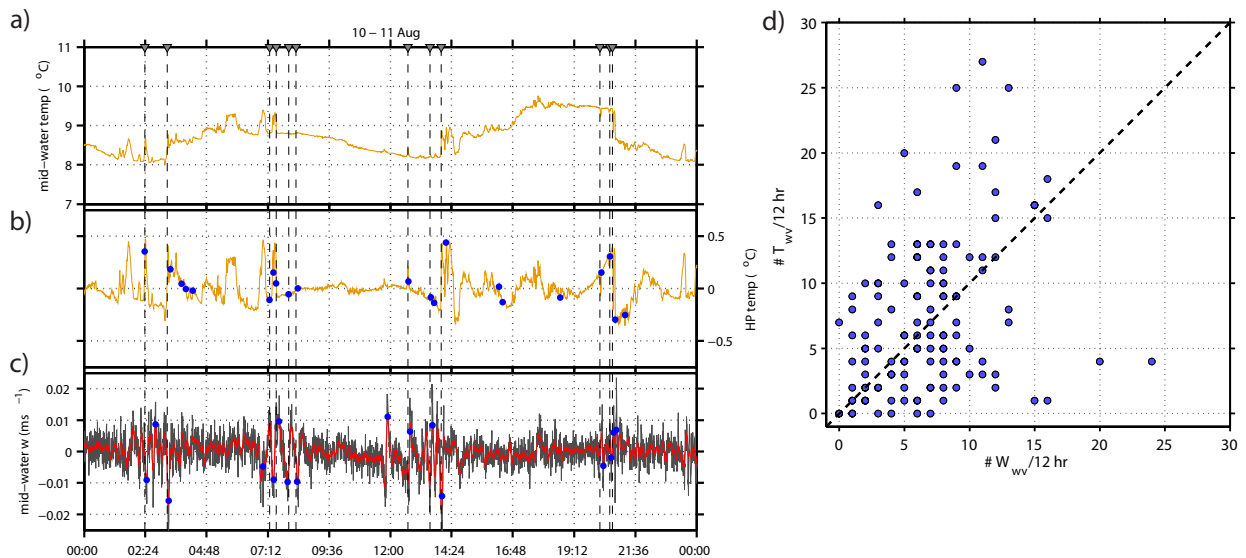 a)
10 – 11 Aug
11
10
9
8
7
mid−water temp ( °C)
b)
0.5
0
−0.5
HP temp ( °C)
c)
0.02
0.01
0
−0.01
−0.02
mid−water w (ms −1)
00:00 02:24 04:48 07:12 09:36 12:00 14:24 16:48 19:12 21:36 00:00
d)
30
25
20
15
10
5
0
# T_wv/12 hr
0 5 10 15 20 25 30
# W_wv/12 hr